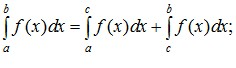 ∫_a^b f(x)dx = ∫_a^c f(x)dx + ∫_c^b f(x)dx;